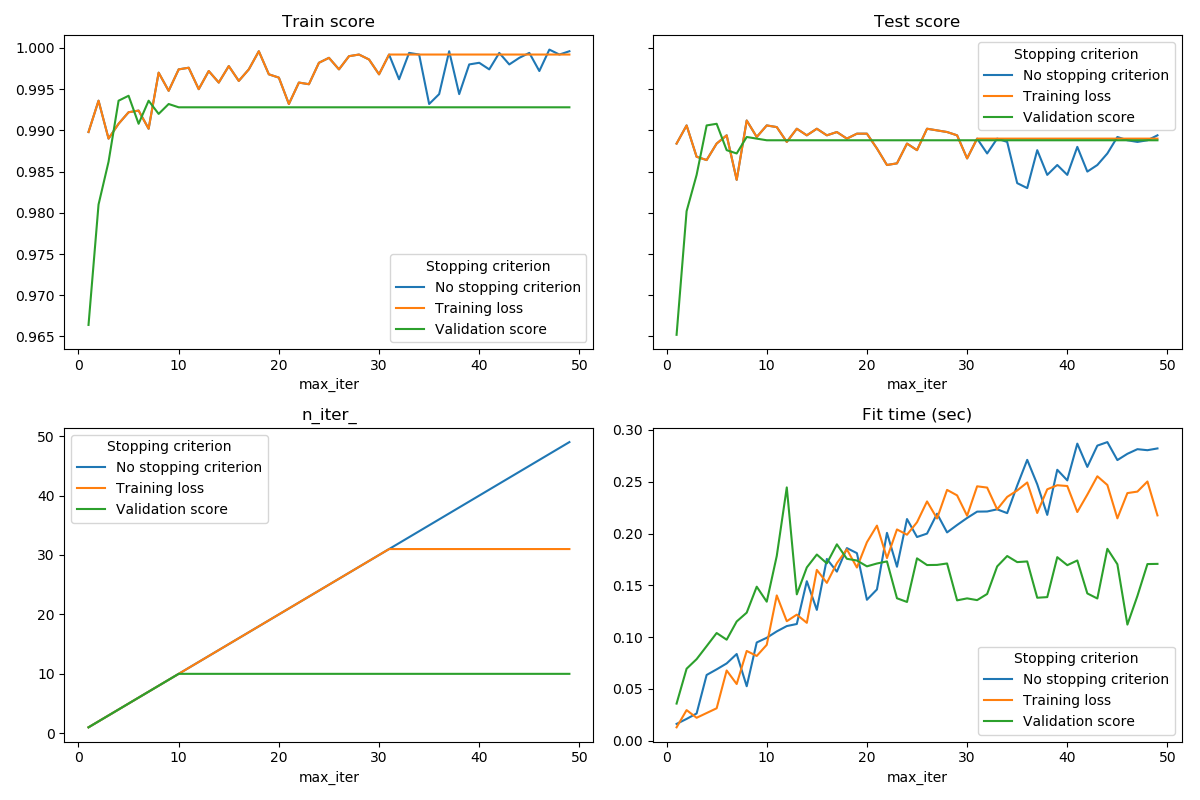 Train score
1.000
0.995
0.990
0.985
0.980
0.975
0.970
0.965
Stopping criterion
No stopping criterion
Training loss
Validation score
0 10 20 30 40 50
max_iter
Test score
Stopping criterion
No stopping criterion
Training loss
Validation score
0 10 20 30 40 50
max_iter
n_iter_
50
40
30
20
10
0
Stopping criterion
No stopping criterion
Training loss
Validation score
0 10 20 30 40 50
max_iter
Fit time (sec)
0.30
0.25
0.20
0.15
0.10
0.05
0.00
Stopping criterion
No stopping criterion
Training loss
Validation score
0 10 20 30 40 50
max_iter